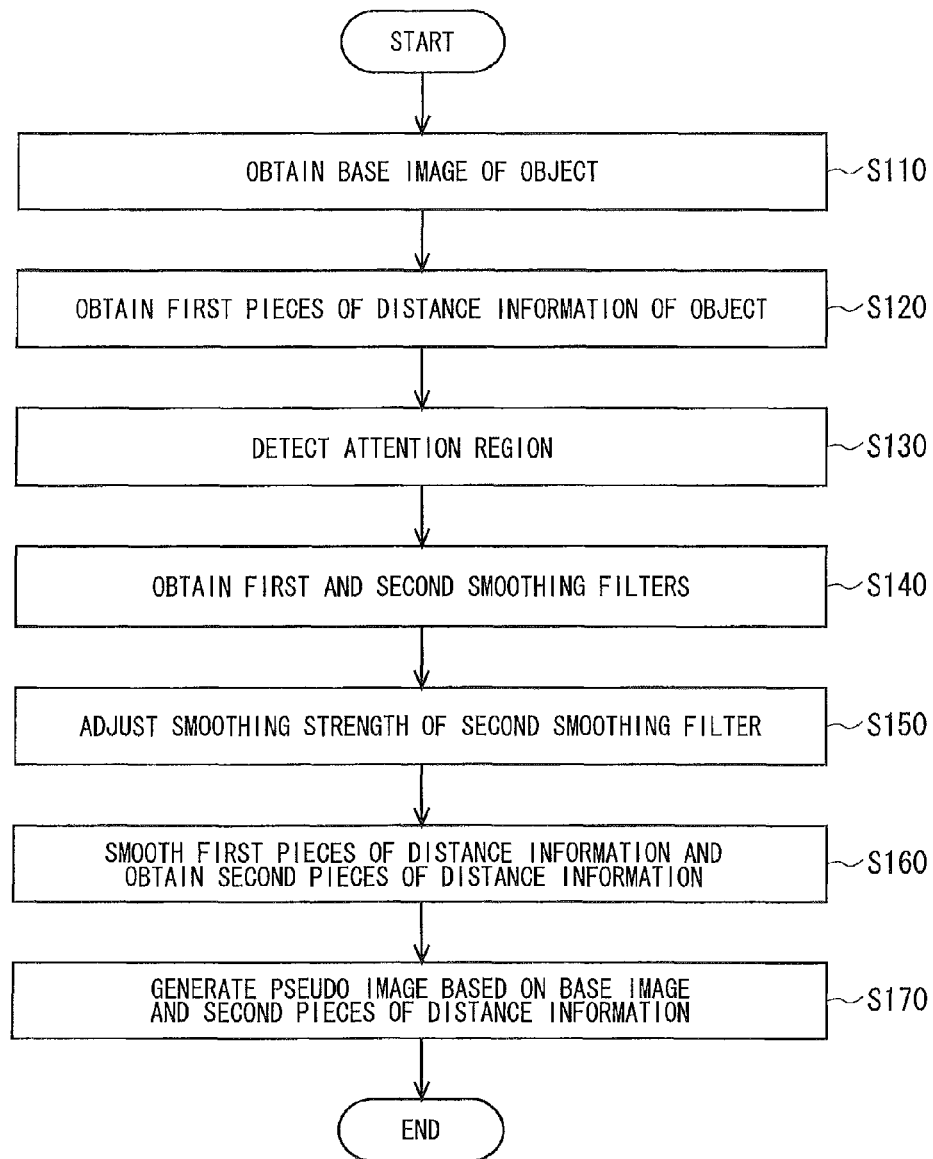 START
OBTAIN BASE IMAGE OF OBJECT
S110
OBTAIN FIRST PIECES OF DISTANCE INFORMATION OF OBJECT
S120
DETECT ATTENTION REGION
S130
OBTAIN FIRST AND SECOND SMOOTHING FILTERS
S140
ADJUST SMOOTHING STRENGTH OF SECOND SMOOTHING FILTER
S150
SMOOTH FIRST PIECES OF DISTANCE INFORMATION AND
OBTAIN SECOND PIECES OF DISTANCE INFORMATION
S160
GENERATE PSEUDO IMAGE BASED ON BASE IMAGE
AND SECOND PIECES OF DISTANCE INFORMATION
S170
END